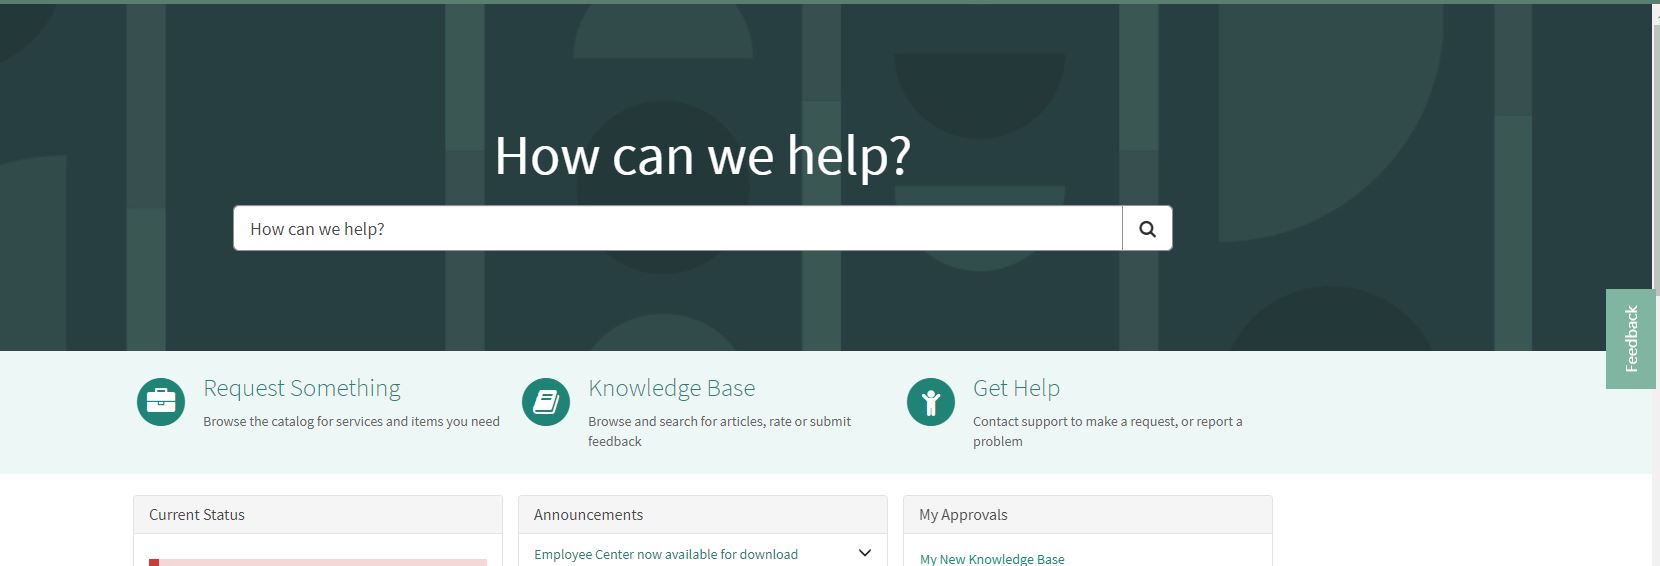 How can we help?
How can we help?
Feedback
Request Something
Browse the catalog for services and items you need
Knowledge Base
Browse and search for articles, rate or submit
feedback
Get Help
Contact support to make a request, or report a
problem
Current Status
Announcements
Employee Center now available for download
My Approvals
My New Knowledge Base